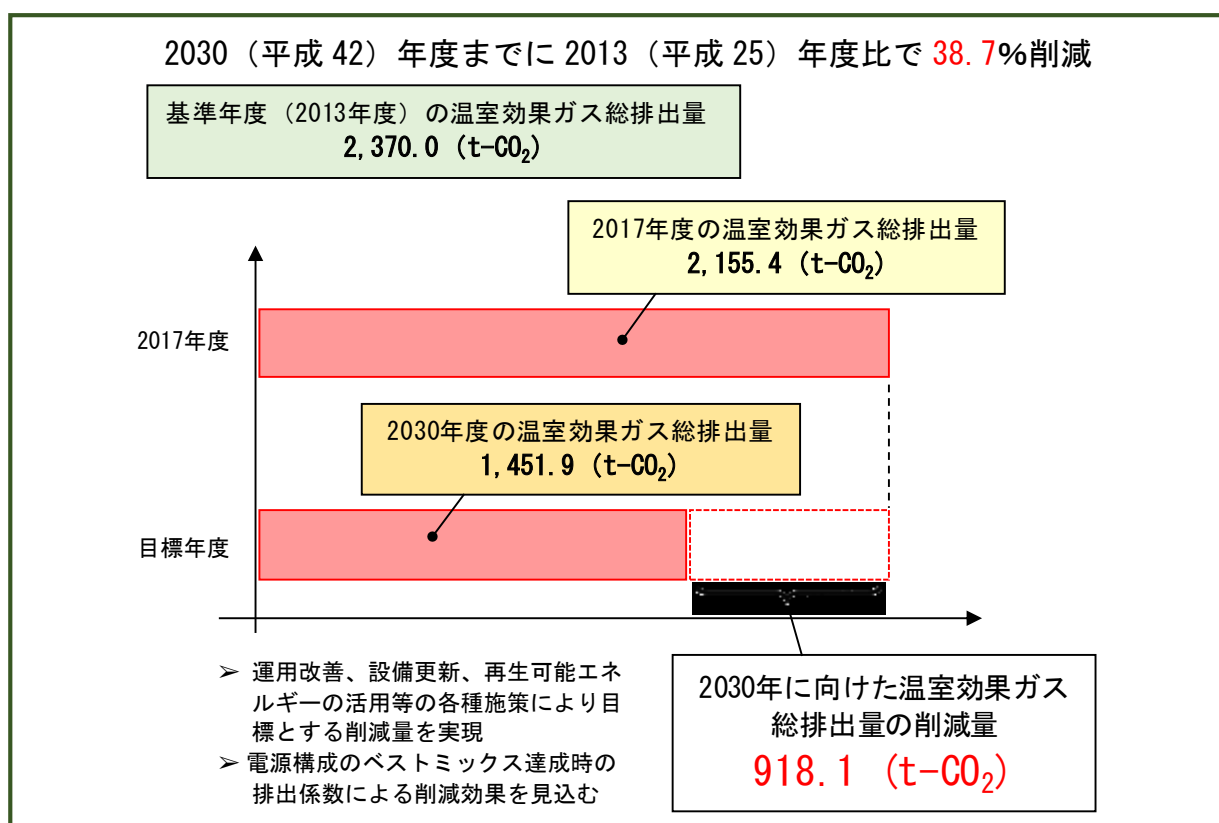 2030（平成 42）年度までに 2013（平成 25）年度比で 38.7%削減
基準年度（2013年度）の温室効果ガス総排出量
2,370.0 (t-CO₂)
2017年度の温室効果ガス総排出量
2,155.4 (t-CO₂)
2017年度
2030年度の温室効果ガス総排出量
1,451.9 (t-CO₂)
目標年度
➢ 運用改善、設備更新、再生可能エネ
ルギーの活用等の各種施策により目
標とする削減量を実現
➢ 電源構成のベストミックス達成時の
排出係数による削減効果を見込む
2030年に向けた温室効果ガス
総排出量の削減量
918.1 (t-CO₂)